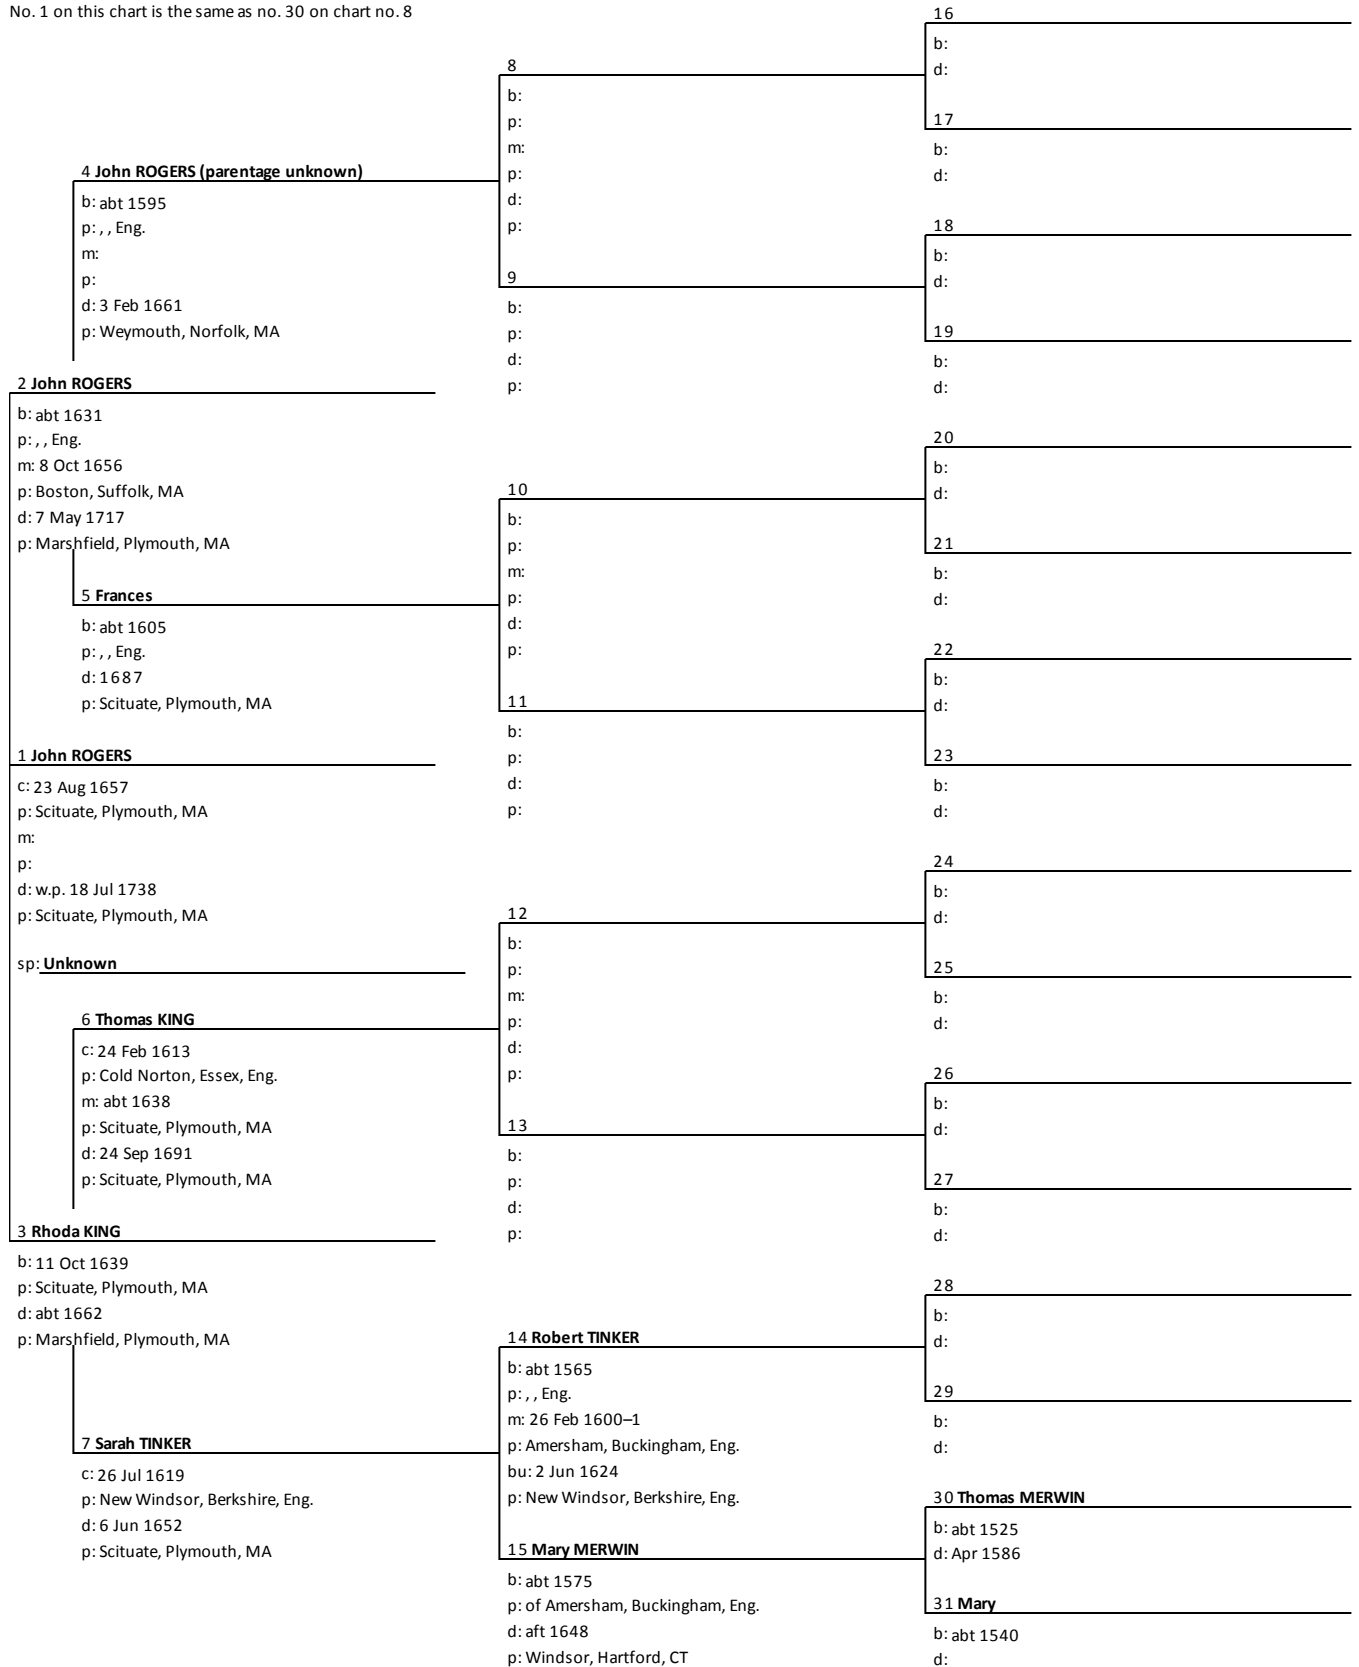 No. 1 on this chart is the same as no. 30 on chart no. 8
16
b:
d:
8
b:
p:
m:
p:
d:
p:
17
b:
d:
4 John ROGERS (parentage unknown)
b: abt 1595
p: , , Eng.
m:
p:
d: 3 Feb 1661
p: Weymouth, Norfolk, MA
18
b:
d:
9
b:
p:
d:
p:
19
b:
d:
2 John ROGERS
b: abt 1631
p: , , Eng.
m: 8 Oct 1656
p: Boston, Suffolk, MA
d: 7 May 1717
p: Marshfield, Plymouth, MA
20
b:
d:
10
b:
p:
m:
p:
d:
p:
21
b:
d:
5 Frances
b: abt 1605
p: , , Eng.
d: 1687
p: Scituate, Plymouth, MA
22
b:
d:
11
b:
p:
d:
p:
23
b:
d:
1 John ROGERS
c: 23 Aug 1657
p: Scituate, Plymouth, MA
m:
p:
d: w.p. 18 Jul 1738
p: Scituate, Plymouth, MA
sp: Unknown
24
b:
d:
12
b:
p:
m:
p:
d:
p:
25
b:
d:
6 Thomas KING
c: 24 Feb 1613
p: Cold Norton, Essex, Eng.
m: abt 1638
p: Scituate, Plymouth, MA
d: 24 Sep 1691
p: Scituate, Plymouth, MA
26
b:
d:
13
b:
p:
d:
p:
27
b:
d:
3 Rhoda KING
b: 11 Oct 1639
p: Scituate, Plymouth, MA
d: abt 1662
p: Marshfield, Plymouth, MA
28
b:
d:
14 Robert TINKER
b: abt 1565
p: , , Eng.
m: 26 Feb 1600–1
p: Amersham, Buckingham, Eng.
bu: 2 Jun 1624
p: New Windsor, Berkshire, Eng.
29
b:
d:
7 Sarah TINKER
c: 26 Jul 1619
p: New Windsor, Berkshire, Eng.
d: 6 Jun 1652
p: Scituate, Plymouth, MA
30 Thomas MERWIN
b: abt 1525
d: Apr 1586
15 Mary MERWIN
b: abt 1575
p: of Amersham, Buckingham, Eng.
d: aft 1648
p: Windsor, Hartford, CT
31 Mary
b: abt 1540
d: